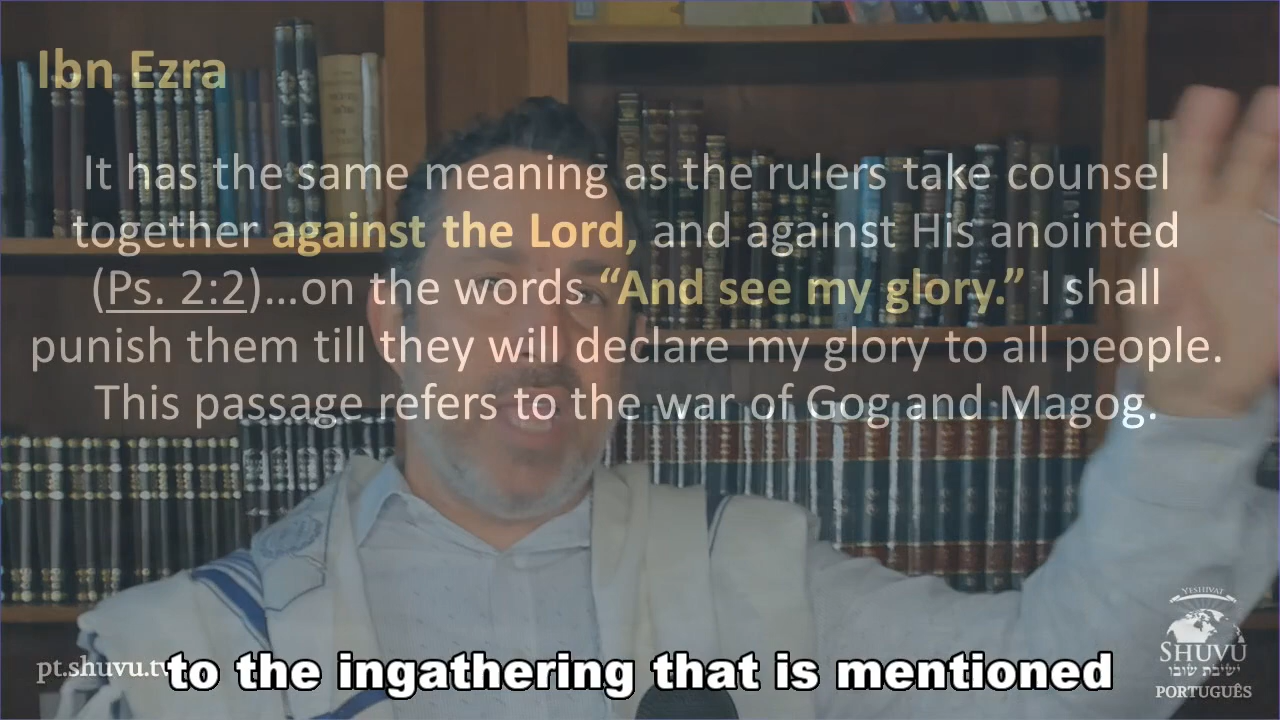 Ibn Ezra
It has the same meaning as the rulers take counsel
together against the Lord, and against His anointed
(Ps. 2:2)...on the words “And see my glory.” I shall
punish them till they will declare my glory to all people.
This passage refers to the war of Gog and Magog.
pt.shuvu.tv
to the ingathering that is mentioned
YESHIVAT
SHUVU
ישיבת שובו
PORTUGUÊS